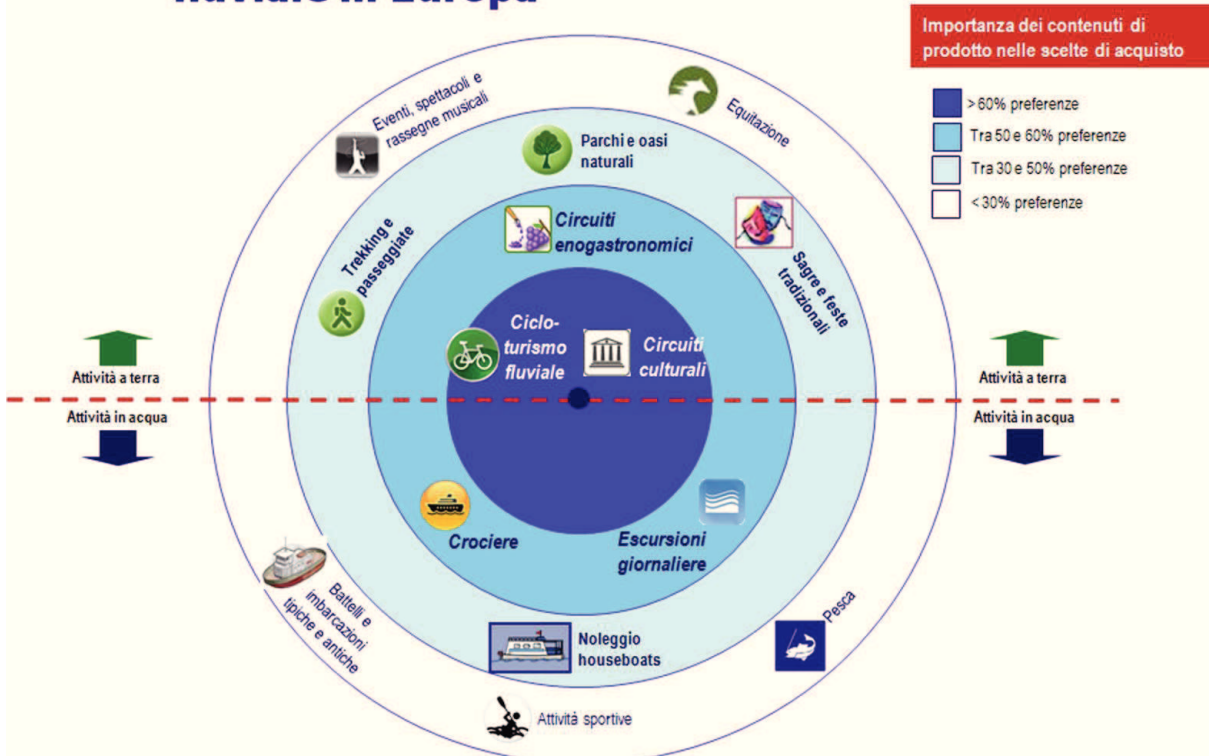 fluviale in Europa
Importanza dei contenuti di
prodotto nelle scelte di acquisto
>60% preferenze
Tra 50 e 60% preferenze
Tra 30 e 50% preferenze
<30% preferenze
Eventi, spettacoli e
rassegne musicali
Equitazione
Parchi e oasi
naturali
Circuiti
enogastronomici
Trekking e
passeggiate
Sagre e feste
tradizionali
Ciclo-
turismo
fluviale
Circuiti
culturali
Attività a terra
Attività in acqua
Attività a terra
Attività in acqua
Crociere
Escursioni
giornaliere
Battelli e
imbarcazioni
tipiche e antiche
Noleggio
houseboats
Pesca
Attività sportive